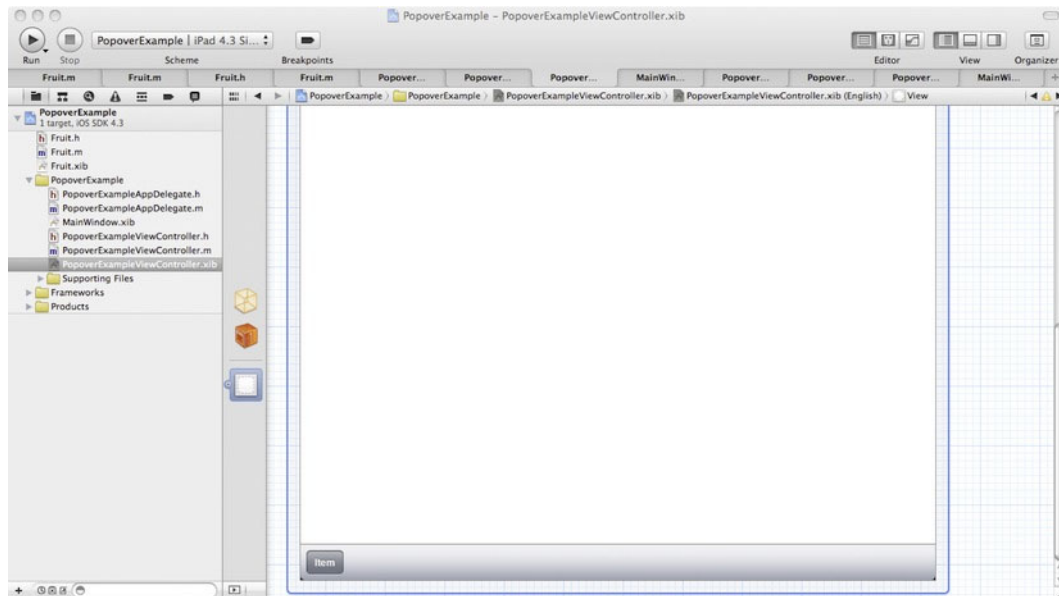 PopoverExample – PopoverExampleViewController.xib
PopoverExample | iPad 4.3 Si...
Run Stop Scheme Breakpoints Editor View Organizer
Fruit.m Fruit.m Fruit.h Fruit.m Popover... Popover... Popover... MainWin... Popover... Popover... Popover... MainWi...
PopoverExample PopoverExample PopoverExampleViewController.xib PopoverExampleViewController.xib (English) View
PopoverExample
1 target, iOS SDK 4.3
h Fruit.h
m Fruit.m
Fruit.xib
PopoverExample
h PopoverExampleAppDelegate.h
m PopoverExampleAppDelegate.m
MainWindow.xib
h PopoverExampleViewController.h
m PopoverExampleViewController.m
PopoverExampleViewController.xib
Supporting Files
Frameworks
Products
Item